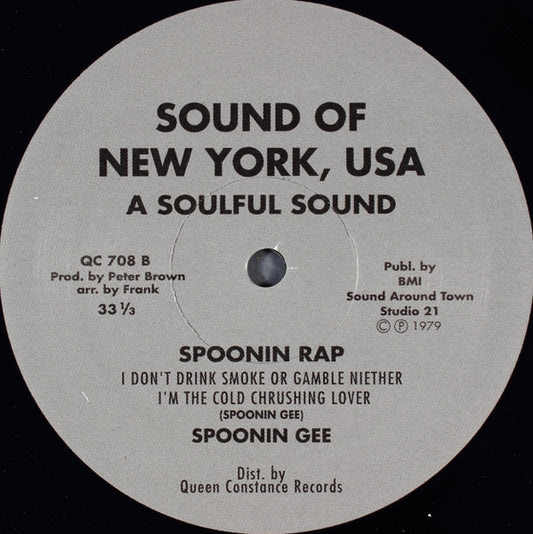 SOUND OF
NEW YORK, USA
A SOULFUL SOUND
QC 708 B
Prod. by Peter Brown
arr. by Frank
33 ⅓
Publ. by
BMI
Sound Around Town
Studio 21
© ℗ 1979
SPOONIN RAP
I DON'T DRINK SMOKE OR GAMBLE NIETHER
I'M THE COLD CHRUSHING LOVER
(SPOONIN GEE)
SPOONIN GEE
Dist. by
Queen Constance Records